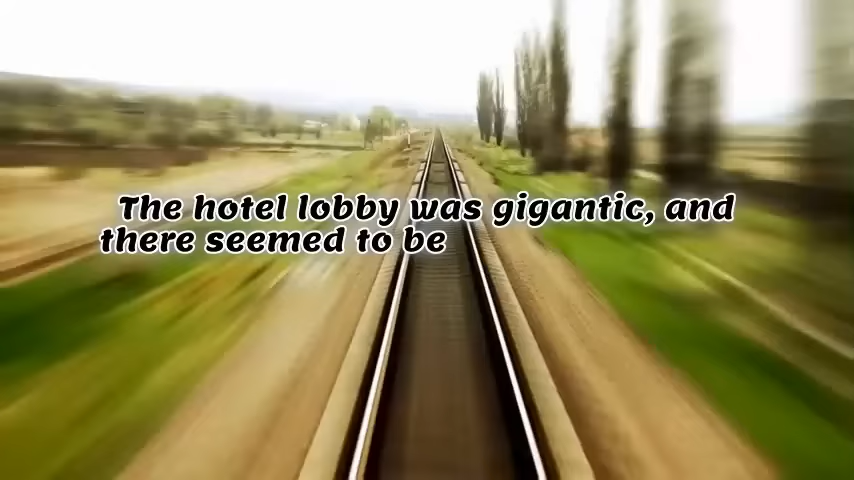 The hotel lobby was gigantic, and
there seemed to be